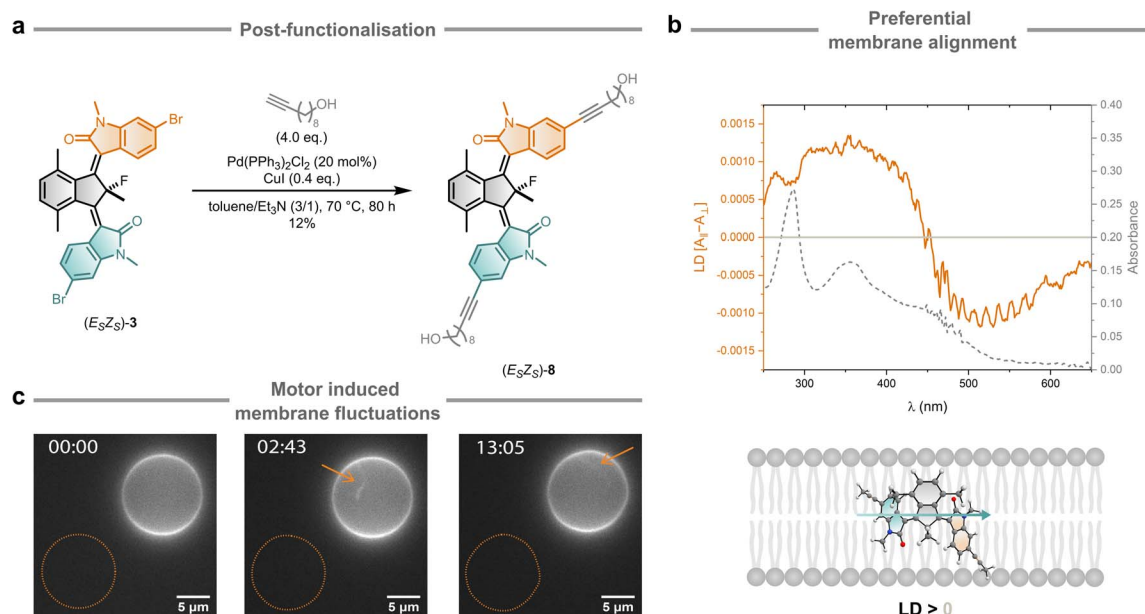 a
Post-functionalisation
Br
N
O
F
O
N
Br
(E_SZ_S)-3
OH
8
(4.0 eq.)
Pd(PPh₃)₂Cl₂ (20 mol%)
CuI (0.4 eq.)
toluene/Et₃N (3/1), 70 °C, 80 h
12%
OH
8
N
O
F
O
N
HO
8
(E_SZ_S)-8
b
Preferential
membrane alignment
LD [A∥−A⊥]
0.0015
0.0010
0.0005
0.0000
-0.0005
-0.0010
-0.0015
0.40
0.35
0.30
0.25
0.20
0.15
0.10
0.05
0.00
Absorbance
300 400 500 600
λ (nm)
LD > 0
c
Motor induced
membrane fluctuations
00:00
5 μm
02:43
5 μm
13:05
5 μm